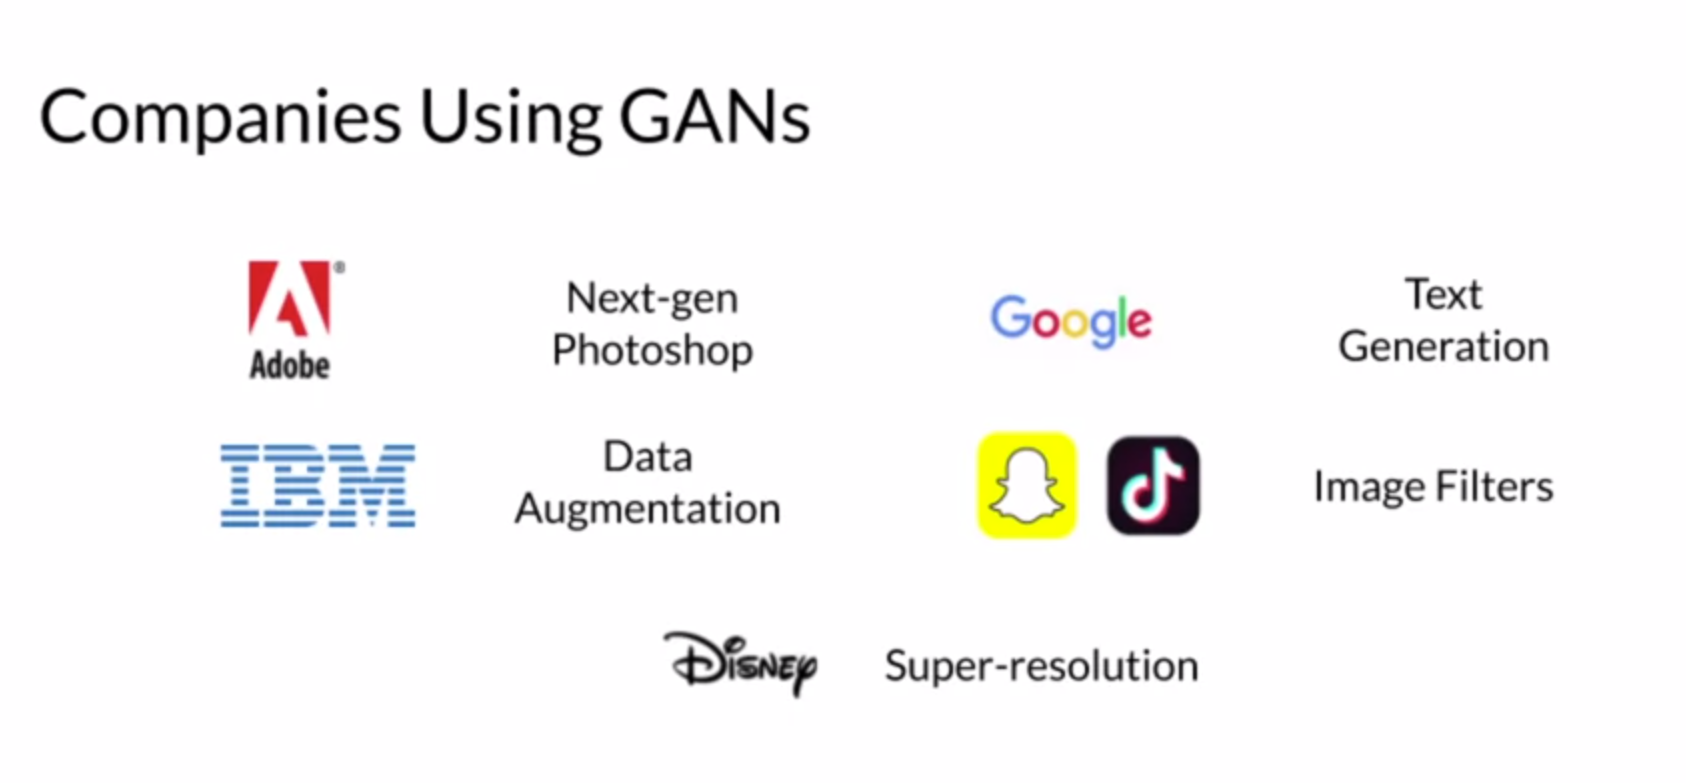 Companies Using GANs
Adobe®
Next-gen
Photoshop
Google
Text
Generation
IBM
Data
Augmentation
Image Filters
Disney
Super-resolution